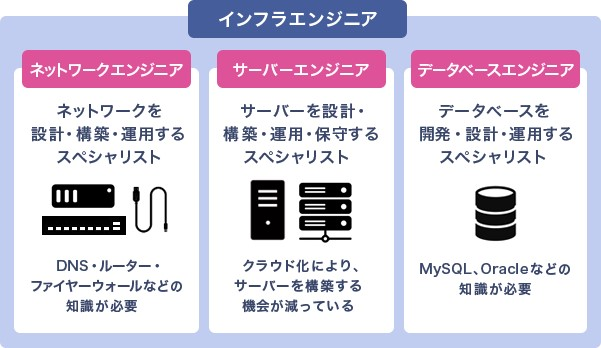 インフラエンジニア
ネットワークエンジニア
ネットワークを
設計・構築・運用する
スペシャリスト
DNS・ルーター・
ファイヤーウォールなどの
知識が必要
サーバーエンジニア
サーバーを設計・
構築・運用・保守する
スペシャリスト
クラウド化により、
サーバーを構築する
機会が減っている
データベースエンジニア
データベースを
開発・設計・運用する
スペシャリスト
MySQL、Oracleなどの
知識が必要